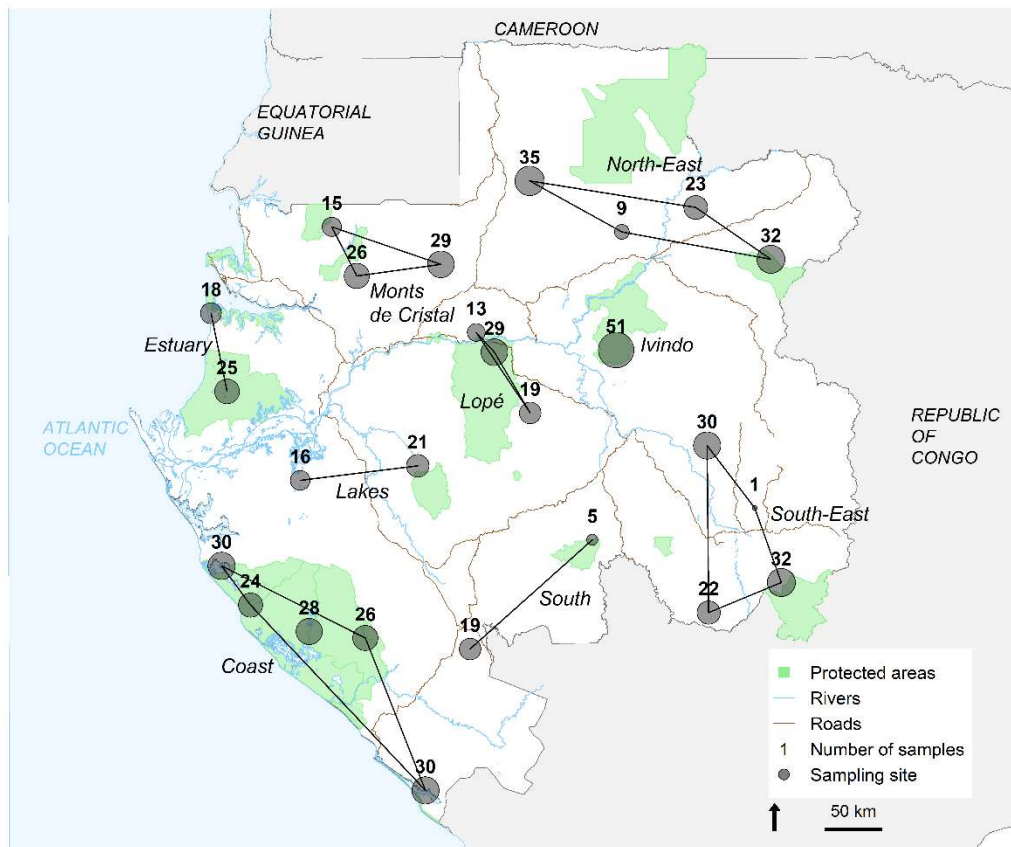 CAMEROON
EQUATORIAL
GUINEA
North-East
35
23
9
15
32
29
26
Monts
de Cristal
18
13
29
51
Estuary
Ivindo
25
Lopé
19
ATLANTIC
OCEAN
REPUBLIC
OF
CONGO
30
21
16
Lakes
1
South-East
5
30
32
24
28
26
22
South
19
Coast
30
Protected areas
Rivers
Roads
1 Number of samples
Sampling site
50 km